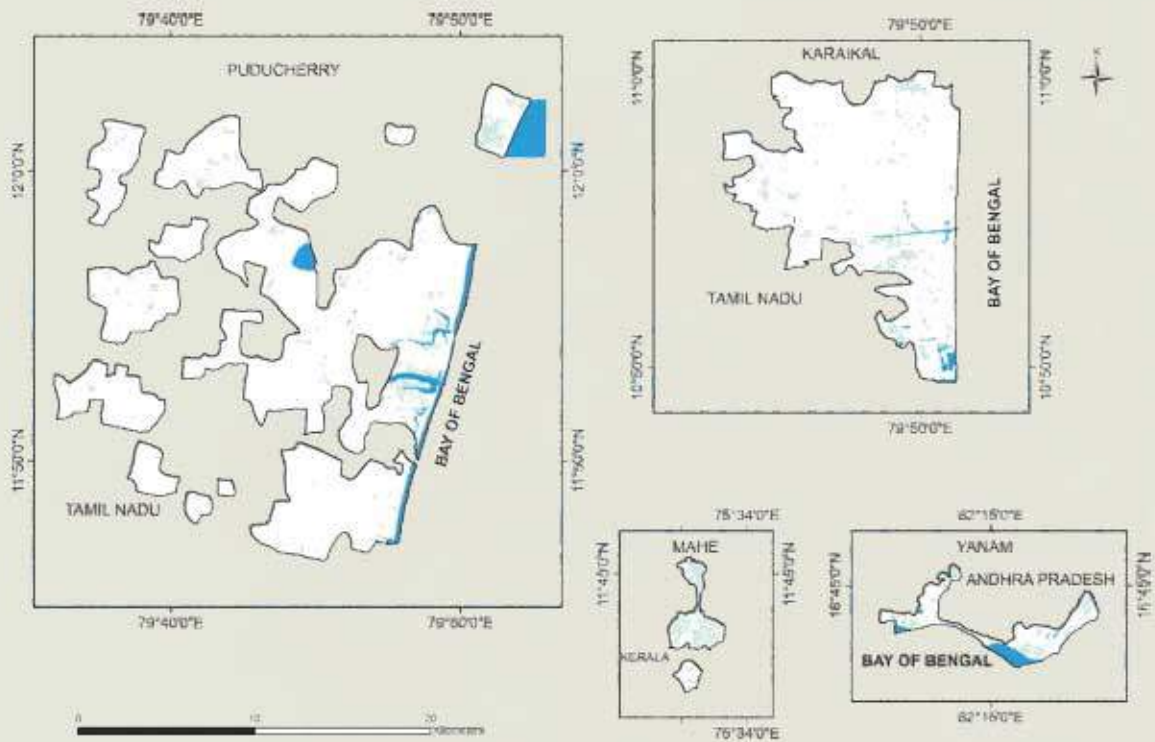 79°40'0"E 79°50'0"E
PUDUCHERRY
12°0'0"N 12°0'0"N
BAY OF BENGAL
11°50'0"N 11°50'0"N
TAMIL NADU
79°40'0"E 79°50'0"E
0 10 20
Kilometers
79°50'0"E
KARAIKAL
11°0'0"N 11°0'0"N
BAY OF BENGAL
TAMIL NADU
10°50'0"N 10°50'0"N
79°50'0"E
75°34'0"E
MAHE
11°45'0"N 11°45'0"N
KERALA
75°34'0"E
82°15'0"E
YANAM
ANDHRA PRADESH
16°45'0"N 16°45'0"N
BAY OF BENGAL
82°15'0"E